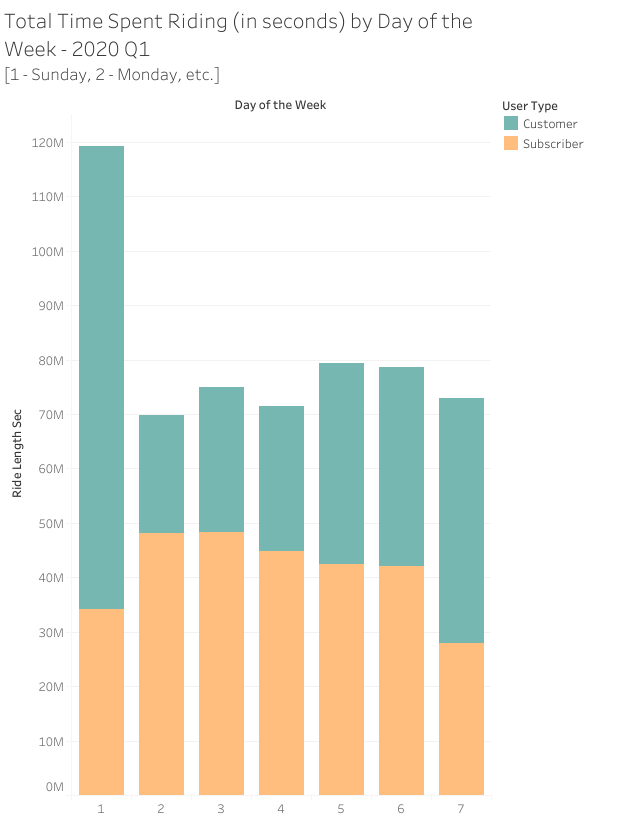 Total Time Spent Riding (in seconds) by Day of the
Week - 2020 Q1
[1 - Sunday, 2 - Monday, etc.]
Day of the Week
User Type
Customer
Subscriber
120M
110M
100M
90M
80M
70M
60M
50M
40M
30M
20M
10M
0M
Ride Length Sec
1 2 3 4 5 6 7